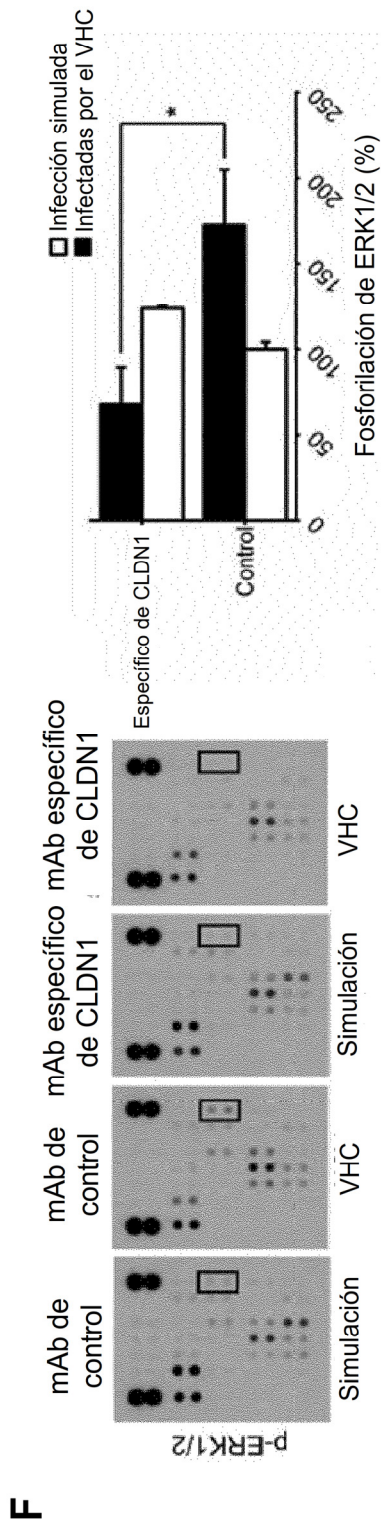 F
p-ERK1/2
mAb de
control
Simulación
mAb de
control
VHC
mAb específico
de CLDN1
Simulación
mAb específico
de CLDN1
VHC
Infección simulada
Infectadas por el VHC
*
Específico de CLDN1
Control
0
50
100
150
200
250
Fosforilación de ERK1/2 (%)